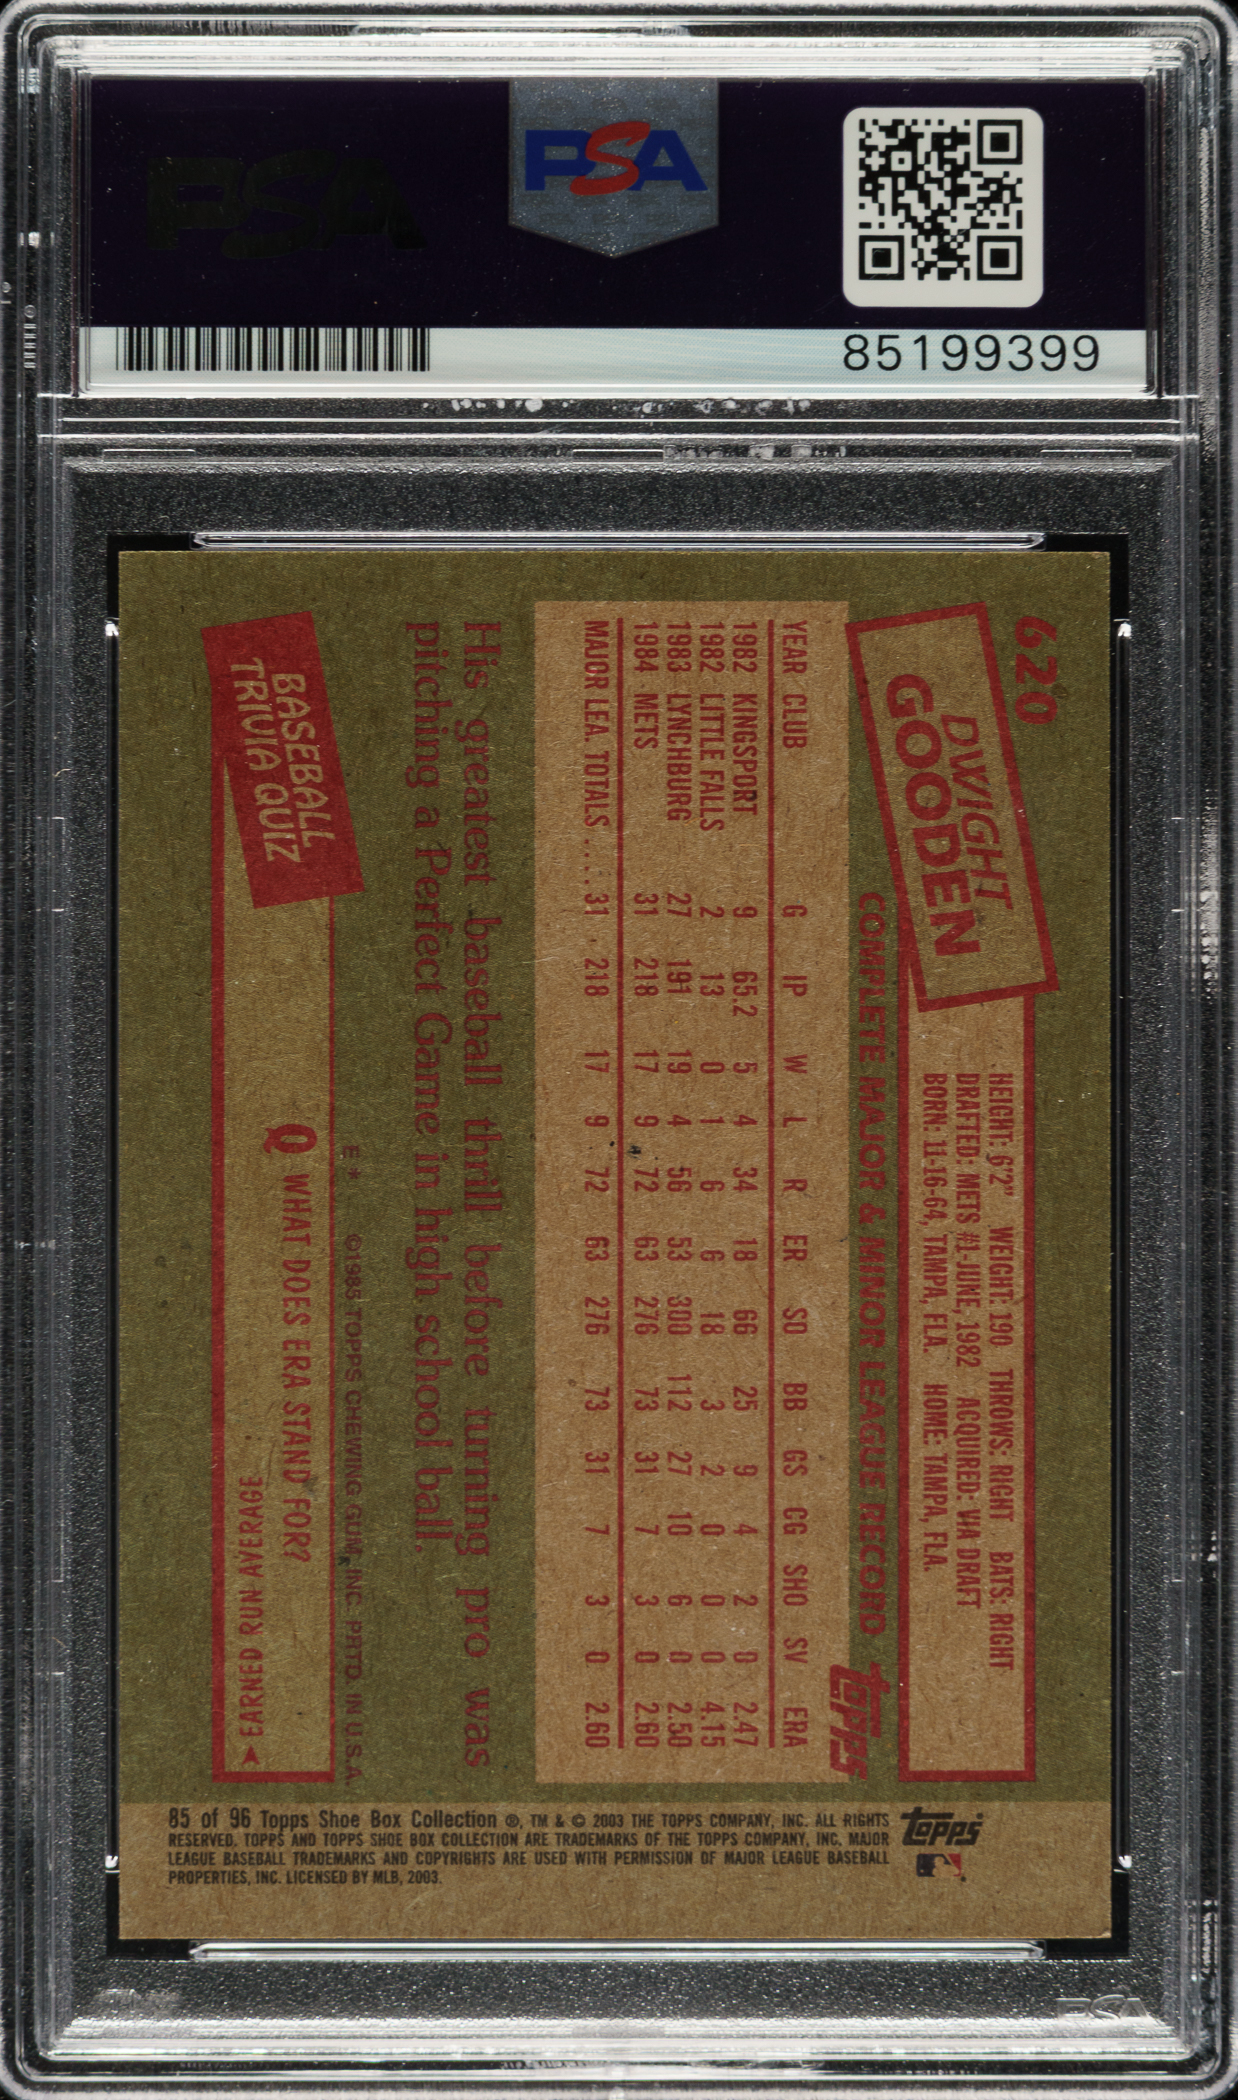 PSA
PSA
85199399
620
DWIGHT
GOODEN
HEIGHT: 6'2" WEIGHT: 190 THROWS: RIGHT BATS: RIGHT
DRAFTED: METS #1-JUNE, 1982 ACQUIRED: VIA DRAFT
BORN: 11-16-64, TAMPA, FLA. HOME: TAMPA, FLA.
COMPLETE MAJOR & MINOR LEAGUE RECORD
topps
YEAR CLUB G IP W L R ER SO BB GS CG SHO SV ERA
1982 KINGSPORT 9 65.2 5 4 34 18 66 25 9 4 2 0 2.47
1982 LITTLE FALLS 2 13 0 1 6 6 18 3 2 0 0 0 4.15
1983 LYNCHBURG 27 191 19 4 56 53 300 112 27 10 6 0 2.50
1984 METS 31 218 17 9 72 63 276 73 31 7 3 0 2.60
MAJOR LEA. TOTALS .....31 218 17 9 72 63 276 73 31 7 3 0 2.60
His greatest baseball thrill before turning pro was
pitching a Perfect Game in high school ball.
E* ©1985 TOPPS CHEWING GUM, INC. PRTD. IN U.S.A.
BASEBALL
TRIVIA QUIZ
Q WHAT DOES ERA STAND FOR?
➤EARNED RUN AVERAGE
85 of 96 Topps Shoe Box Collection ®, TM & © 2003 THE TOPPS COMPANY, INC. ALL RIGHTS
RESERVED. TOPPS AND TOPPS SHOE BOX COLLECTION ARE TRADEMARKS OF THE TOPPS COMPANY, INC. MAJOR
LEAGUE BASEBALL TRADEMARKS AND COPYRIGHTS ARE USED WITH PERMISSION OF MAJOR LEAGUE BASEBALL
PROPERTIES, INC. LICENSED BY MLB, 2003.
topps
PSA